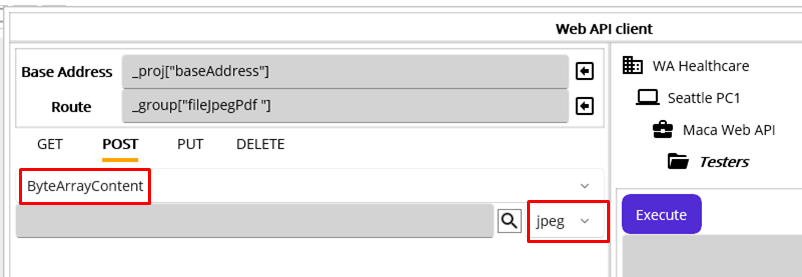 Web API client
Base Address _proj["baseAddress"]
Route _group["fileJpegPdf "]
GET POST PUT DELETE
ByteArrayContent
jpeg
WA Healthcare
Seattle PC1
Maca Web API
Testers
Execute